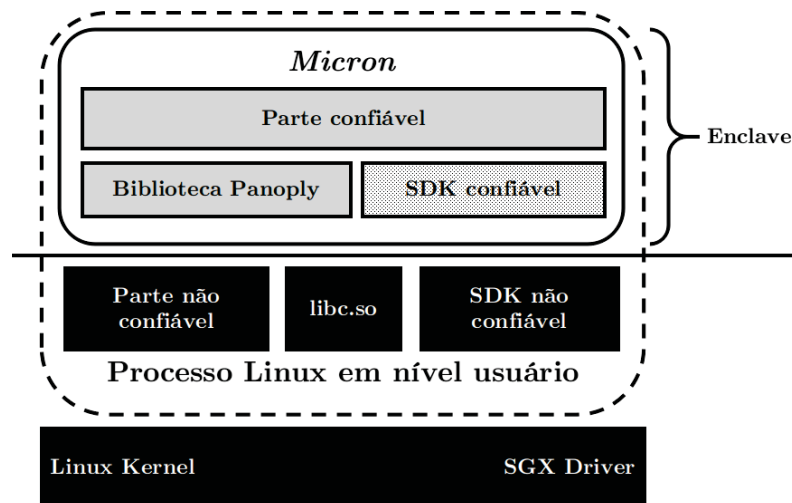 Micron
Parte confiável
Enclave
Biblioteca Panoply
SDK confiável
Parte não
confiável
libc.so
SDK não
confiável
Processo Linux em nível usuário
Linux Kernel
SGX Driver